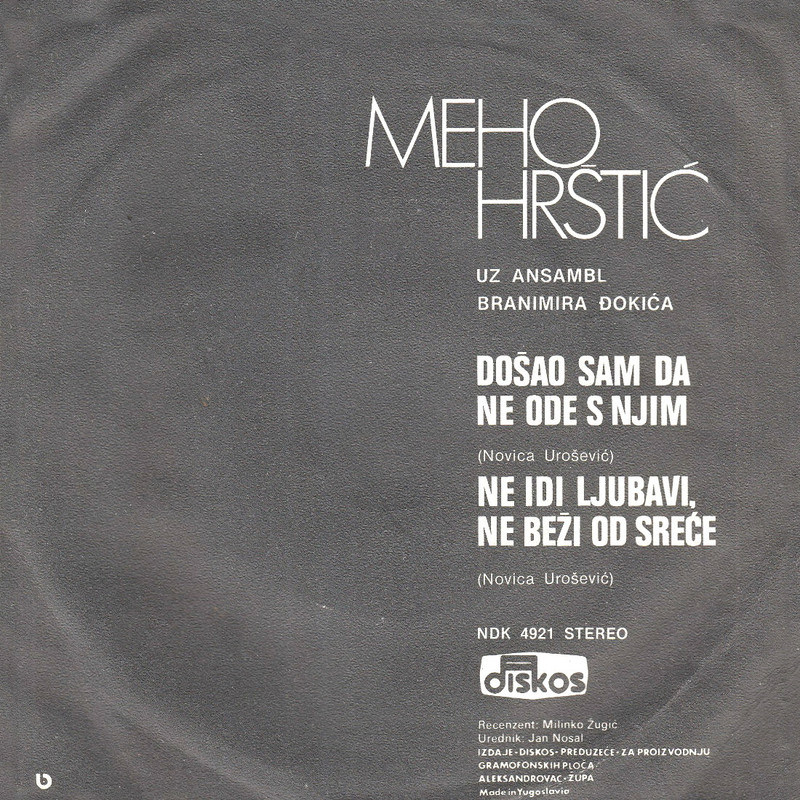 MEHO
HRŠTIĆ
UZ ANSAMBL
BRANIMIRA ĐOKIĆA
DOŠAO SAM DA
NE ODE S NJIM
(Novica Urošević)
NE IDI LJUBAVI,
NE BEŽI OD SREĆE
(Novica Urošević)
NDK 4921 STEREO
diskos
Recenzent: Milinko Žugić
Urednik: Jan Nosal
IZDAJE-DISKOS-PREDUZEĆE-ZA PROIZVODNJU
GRAMOFONSKIH PLOČA
ALEKSANDROVAC-ŽUPA
Made in Yugoslavia
b